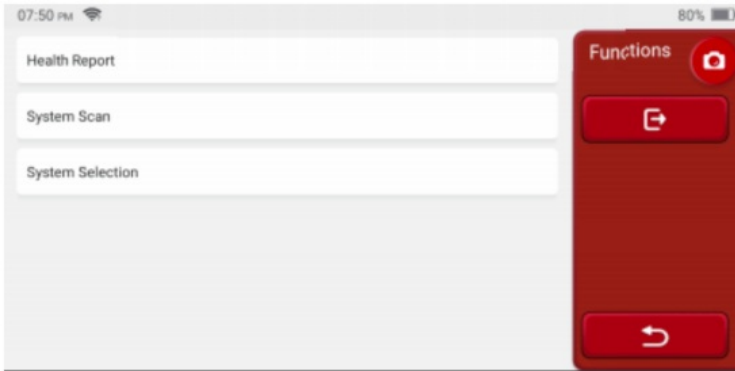 07:50 PM 80%
Functions
Health Report
System Scan
System Selection